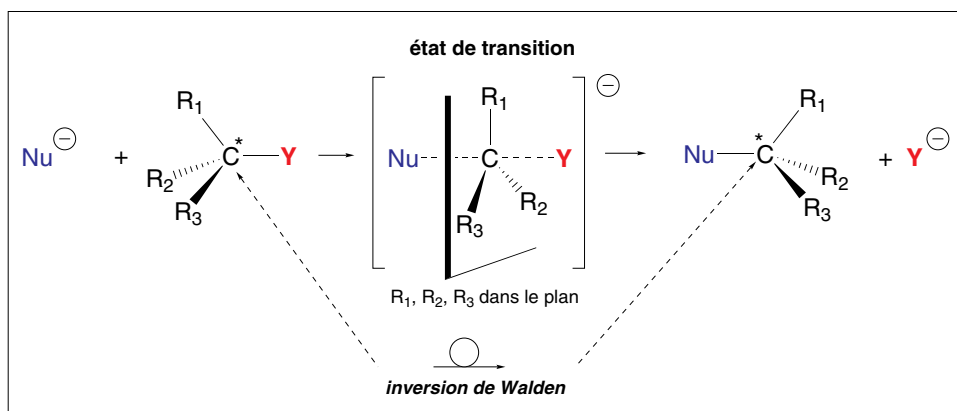 état de transition
Nu⊖ + R₁ R₂ R₃ C* Y
Nu C Y R₁ R₂ R₃ ⊖
Nu C* R₁ R₂ R₃ + Y⊖
R₁, R₂, R₃ dans le plan
inversion de Walden